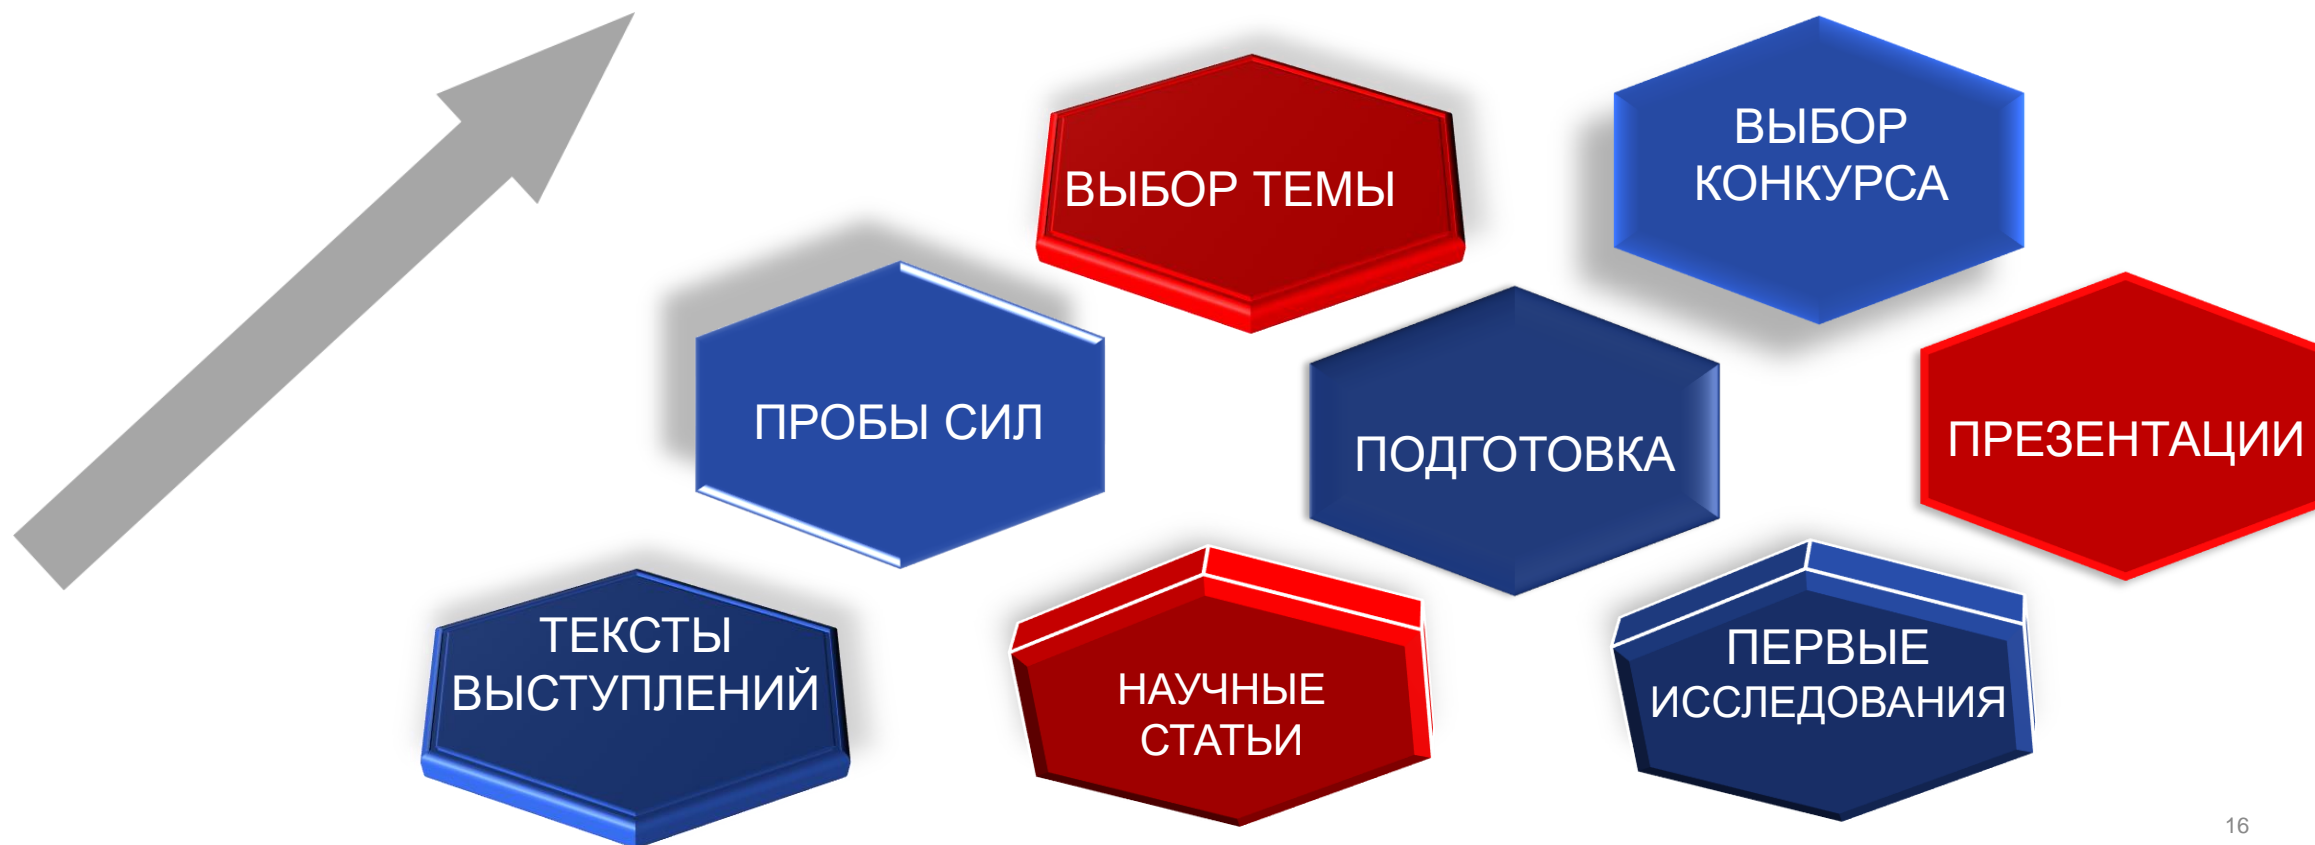 ВЫБОР ТЕМЫ
ВЫБОР
КОНКУРСА
ПРОБЫ СИЛ
ПОДГОТОВКА
ПРЕЗЕНТАЦИИ
ТЕКСТЫ
ВЫСТУПЛЕНИЙ
НАУЧНЫЕ
СТАТЬИ
ПЕРВЫЕ
ИССЛЕДОВАНИЯ
16